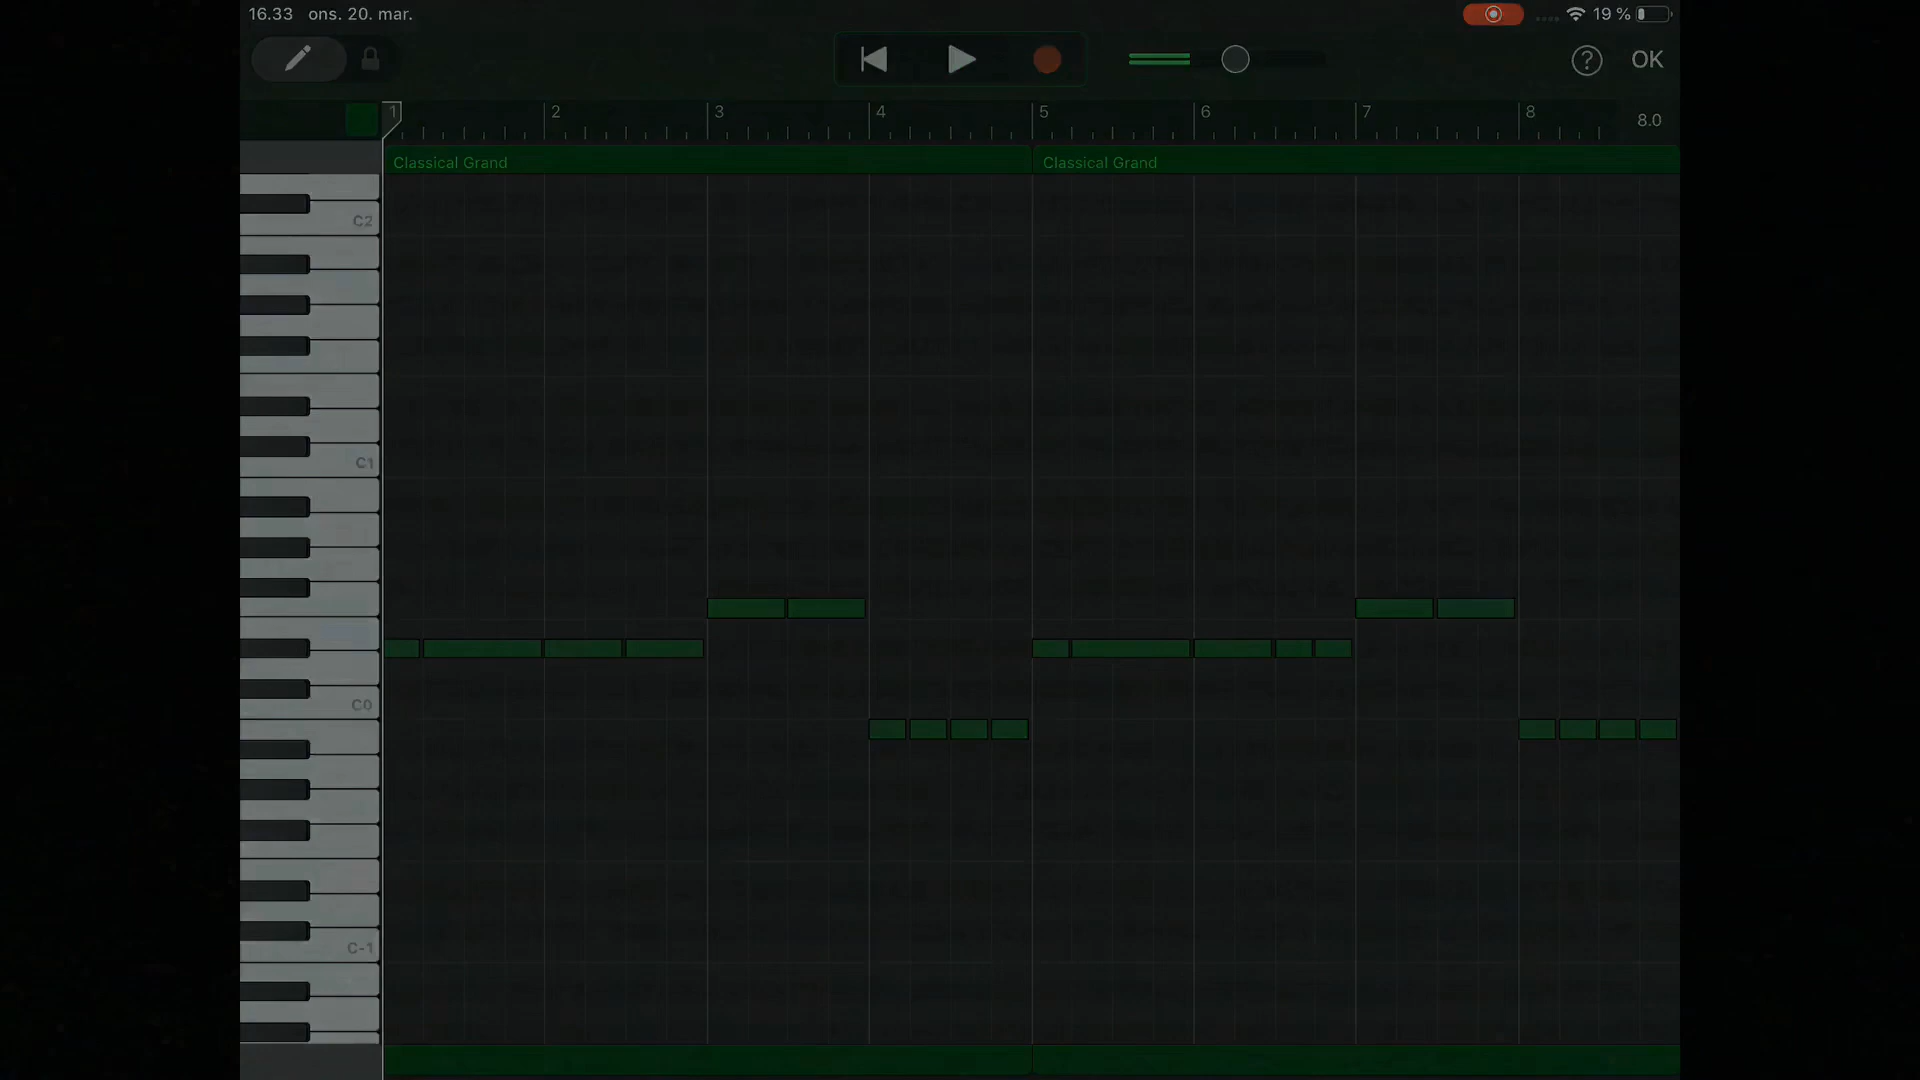 16.33 ons. 20. mar. 19 %
OK
1 2 3 4 5 6 7 8 8.0
Classical Grand Classical Grand
C2
C1
C0
C-1